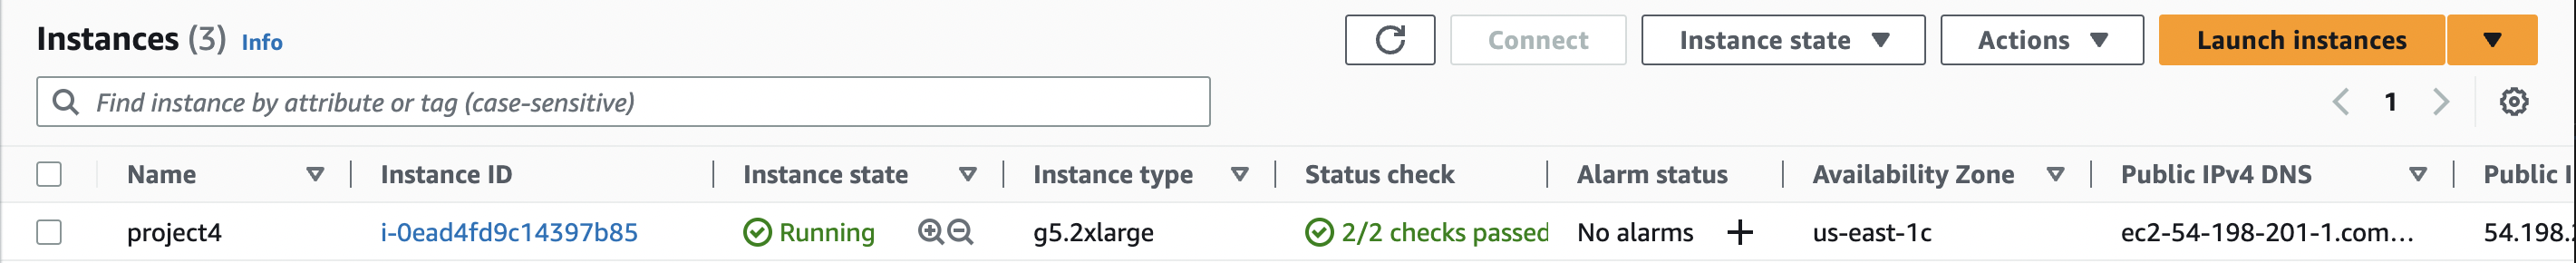 Instances (3) Info
Connect Instance state Actions Launch instances
Find instance by attribute or tag (case-sensitive)
1
Name Instance ID Instance state Instance type Status check Alarm status Availability Zone Public IPv4 DNS Public I
project4 i-0ead4fd9c14397b85 Running g5.2xlarge 2/2 checks passed No alarms us-east-1c ec2-54-198-201-1.com... 54.198.